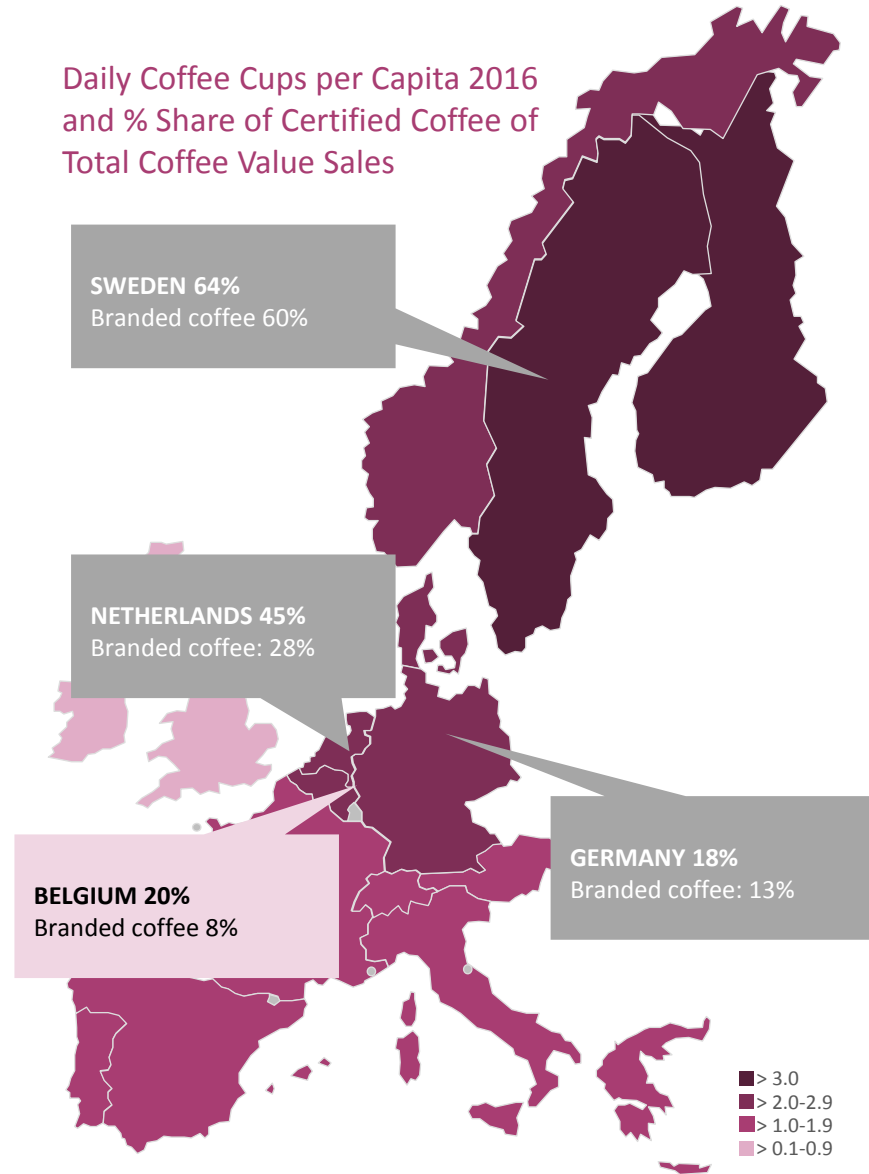 Daily Coffee Cups per Capita 2016
and % Share of Certified Coffee of
Total Coffee Value Sales
SWEDEN 64%
Branded coffee 60%
NETHERLANDS 45%
Branded coffee: 28%
GERMANY 18%
Branded coffee: 13%
BELGIUM 20%
Branded coffee 8%
> 3.0
> 2.0-2.9
> 1.0-1.9
> 0.1-0.9